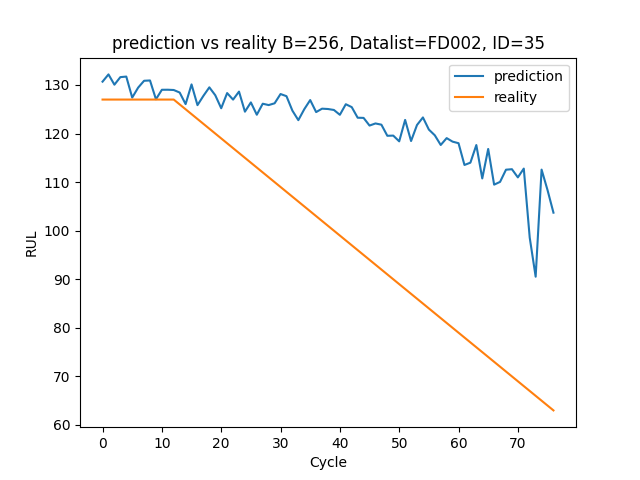 prediction vs reality B=256, Datalist=FD002, ID=35
prediction
reality
130
120
110
100
90
80
70
60
RUL
0 10 20 30 40 50 60 70
Cycle